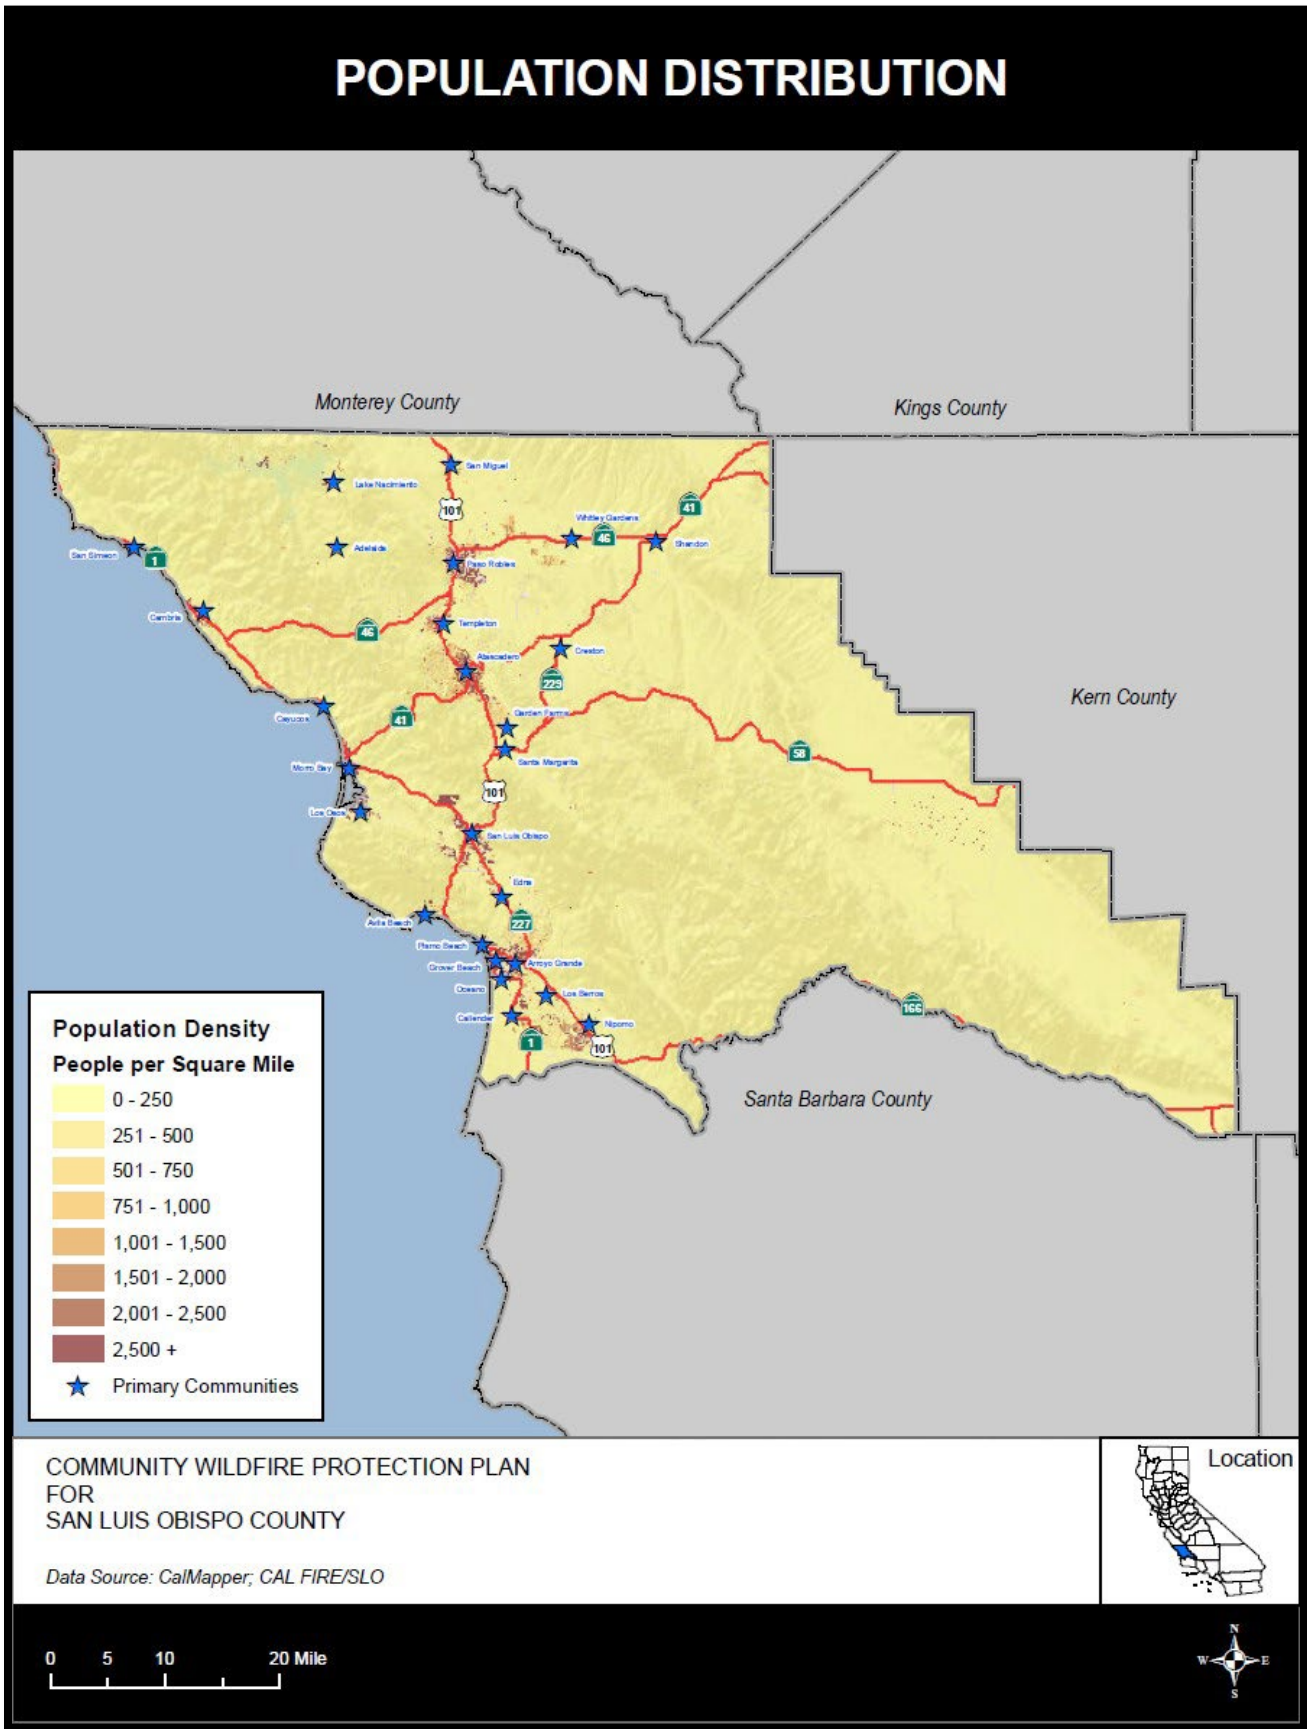 POPULATION DISTRIBUTION
Monterey County
Kings County
San Miguel
Lake Nacimiento
101
41
Whitley Gardens
46
Shandon
San Simeon
1
Adelaide
Paso Robles
Cambria
46
Templeton
Atascadero
Creston
229
Kern County
Cayucos
41
Garden Farms
58
Santa Margarita
Morro Bay
101
Los Osos
San Luis Obispo
Edna
Avila Beach
227
Pismo Beach
Grover Beach
Arroyo Grande
Oceano
Los Berros
166
Callender
Nipomo
1
101
Santa Barbara County
Population Density
People per Square Mile
0 - 250
251 - 500
501 - 750
751 - 1,000
1,001 - 1,500
1,501 - 2,000
2,001 - 2,500
2,500 +
Primary Communities
COMMUNITY WILDFIRE PROTECTION PLAN
FOR
SAN LUIS OBISPO COUNTY
Data Source: CalMapper; CAL FIRE/SLO
Location
0 5 10 20 Mile
N
W E
S